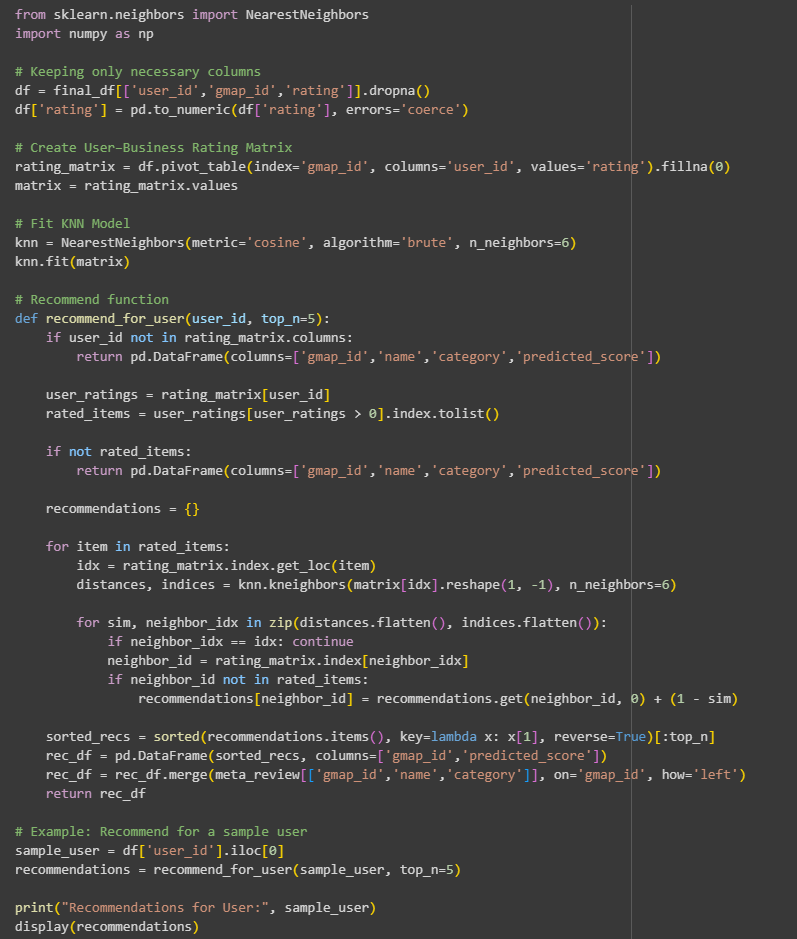 from sklearn.neighbors import NearestNeighbors
import numpy as np

# Keeping only necessary columns
df = final_df[['user_id','gmap_id','rating']].dropna()
df['rating'] = pd.to_numeric(df['rating'], errors='coerce')

# Create User–Business Rating Matrix
rating_matrix = df.pivot_table(index='gmap_id', columns='user_id', values='rating').fillna(0)
matrix = rating_matrix.values

# Fit KNN Model
knn = NearestNeighbors(metric='cosine', algorithm='brute', n_neighbors=6)
knn.fit(matrix)

# Recommend function
def recommend_for_user(user_id, top_n=5):
    if user_id not in rating_matrix.columns:
        return pd.DataFrame(columns=['gmap_id','name','category','predicted_score'])

    user_ratings = rating_matrix[user_id]
    rated_items = user_ratings[user_ratings > 0].index.tolist()

    if not rated_items:
        return pd.DataFrame(columns=['gmap_id','name','category','predicted_score'])

    recommendations = {}

    for item in rated_items:
        idx = rating_matrix.index.get_loc(item)
        distances, indices = knn.kneighbors(matrix[idx].reshape(1, -1), n_neighbors=6)

        for sim, neighbor_idx in zip(distances.flatten(), indices.flatten()):
            if neighbor_idx == idx: continue
            neighbor_id = rating_matrix.index[neighbor_idx]
            if neighbor_id not in rated_items:
                recommendations[neighbor_id] = recommendations.get(neighbor_id, 0) + (1 - sim)

    sorted_recs = sorted(recommendations.items(), key=lambda x: x[1], reverse=True)[:top_n]
    rec_df = pd.DataFrame(sorted_recs, columns=['gmap_id','predicted_score'])
    rec_df = rec_df.merge(meta_review[['gmap_id','name','category']], on='gmap_id', how='left')
    return rec_df

# Example: Recommend for a sample user
sample_user = df['user_id'].iloc[0]
recommendations = recommend_for_user(sample_user, top_n=5)

print("Recommendations for User:", sample_user)
display(recommendations)